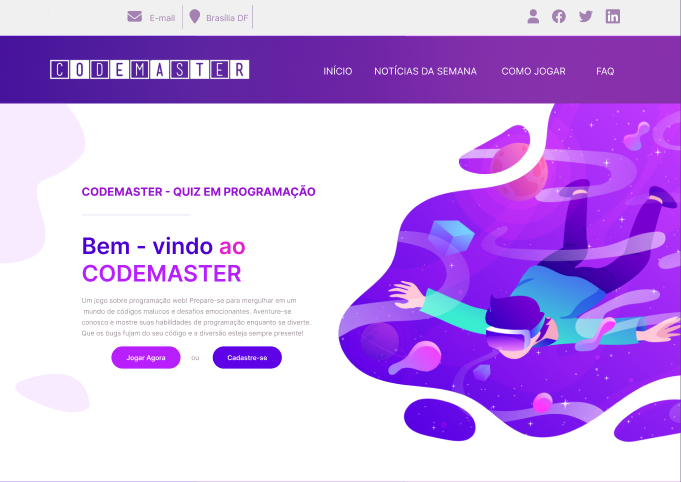 E-mail
Brasília DF
CODEMASTER
INÍCIO
NOTÍCIAS DA SEMANA
COMO JOGAR
FAQ
CODEMASTER - QUIZ EM PROGRAMAÇÃO
Bem - vindo ao
CODEMASTER
Um jogo sobre programação web! Prepare-se para mergulhar em um
mundo de códigos malucos e desafios emocionantes. Aventure-se
conosco e mostre suas habilidades de programação enquanto se diverte.
Que os bugs fujam do seu código e a diversão esteja sempre presente!
Jogar Agora
ou
Cadastre-se